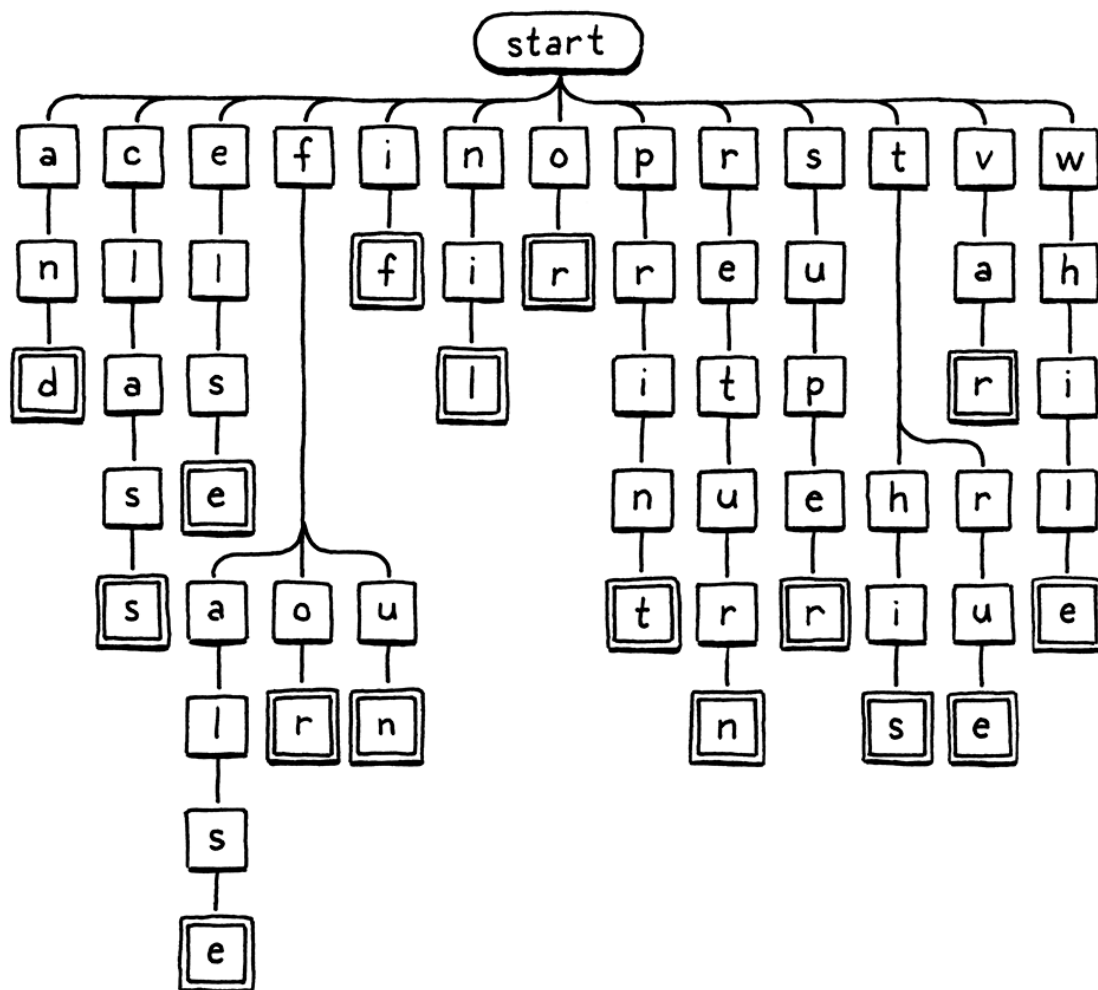 start
a c e f i n o p r s t v w
n l l f i r r e u a h
d a s l i t p r i
s e n u e h r l
s a o u t r r i u e
l r n n s e
s
e